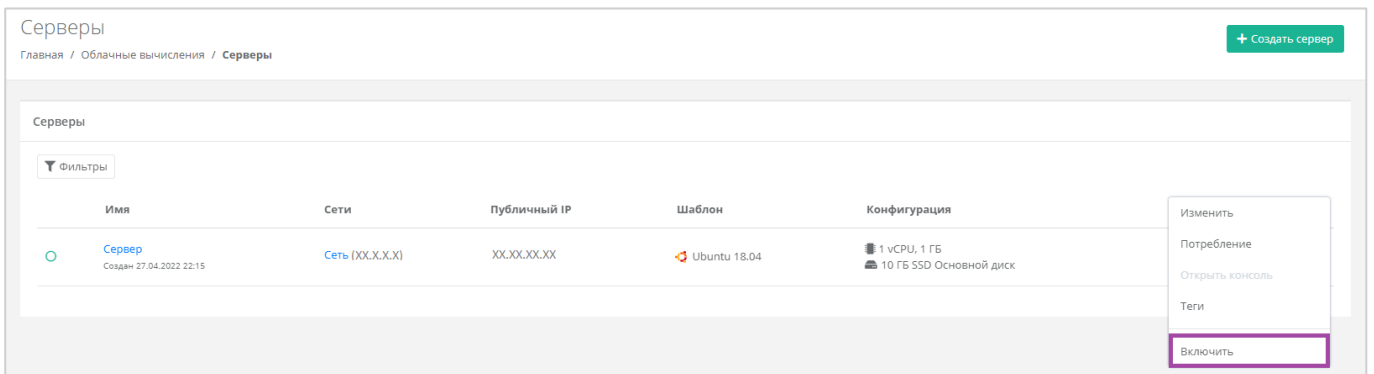 Серверы
Главная / Облачные вычисления / Серверы
+ Создать сервер
Серверы
Фильтры
Имя Сети Публичный IP Шаблон Конфигурация
Сервер Сеть (XX.X.X.X) XX.XX.XX.XX Ubuntu 18.04 1 vCPU, 1 ГБ
Создан 27.04.2022 22:15 10 ГБ SSD Основной диск
Изменить
Потребление
Открыть консоль
Теги
Включить